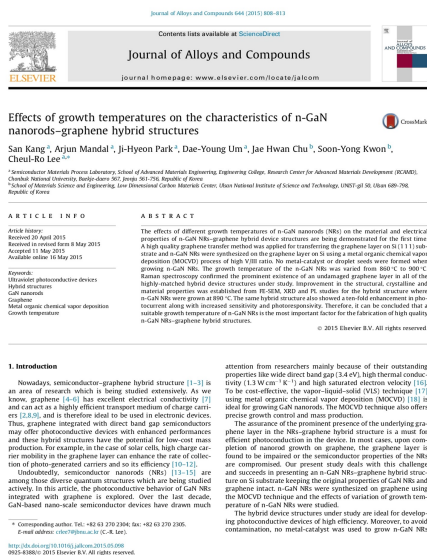 Journal of Alloys and Compounds 644 (2015) 808–813
Contents lists available at ScienceDirect
Journal of Alloys and Compounds
journal homepage: www.elsevier.com/locate/jalcom
ELSEVIER
Effects of growth temperatures on the characteristics of n-GaN
nanorods–graphene hybrid structures
CrossMark
San Kang a, Arjun Mandal a, Ji-Hyeon Park a, Dae-Young Um a, Jae Hwan Chu b, Soon-Yong Kwon b,
Cheul-Ro Lee a,*
a Semiconductor Materials Process Laboratory, School of Advanced Materials Engineering, Engineering College, Research Center for Advanced Materials Development (RCAMD),
Chonbuk National University, Baekje-daero 567, Jeonju 561-756, Republic of Korea
b School of Materials Science and Engineering, Low Dimensional Carbon Materials Center, Ulsan National Institute of Science and Technology, UNIST-gil 50, Ulsan 689-798,
Republic of Korea
ARTICLE INFO
Article history:
Received 20 April 2015
Received in revised form 8 May 2015
Accepted 11 May 2015
Available online 16 May 2015
Keywords:
Ultraviolet photoconductive devices
Hybrid structures
GaN nanorods
Graphene
Metal organic chemical vapor deposition
Growth temperature
ABSTRACT
The effects of different growth temperatures of n-GaN nanorods (NRs) on the material and electrical
properties of n-GaN NRs–graphene hybrid device structures are being demonstrated for the first time.
A high quality graphene transfer method was applied for transferring the graphene layer on Si (111) sub-
strate and n-GaN NRs were synthesized on the graphene layer on Si using a metal organic chemical vapor
deposition (MOCVD) process of high V/III ratio. No metal-catalyst or droplet seeds were formed when
growing n-GaN NRs. The growth temperature of the n-GaN NRs was varied from 860 °C to 900 °C.
Raman spectroscopy confirmed the prominent existence of an undamaged graphene layer in all of the
highly-matched hybrid device structures under study. Improvement in the structural, crystalline and
material properties was established from FE-SEM, XRD and PL studies for the hybrid structure where
n-GaN NRs were grown at 890 °C. The same hybrid structure also showed a ten-fold enhancement in pho-
tocurrent along with increased sensitivity and photoresponsivity. Therefore, it can be concluded that a
suitable growth temperature of n-GaN NRs is the most important factor for the fabrication of high quality
n-GaN NRs–graphene hybrid structures.
© 2015 Elsevier B.V. All rights reserved.
1. Introduction
Nowadays, semiconductor–graphene hybrid structure [1–3] is
an area of research which is being studied extensively. As we
know, graphene [4–6] has excellent electrical conductivity [7]
and can act as a highly efficient transport medium of charge carri-
ers [2,8,9], and is therefore ideal to be used in electronic devices.
Thus, graphene integrated with direct band gap semiconductors
may offer photoconductive devices with enhanced performances
and these hybrid structures have the potential for low-cost mass
production. For example, in the case of solar cells, high charge car-
rier mobility in the graphene layer can enhance the rate of collec-
tion of photo-generated carriers and so its efficiency [10–12].
Undoubtedly, semiconductor nanorods (NRs) [13–15] are
among those diverse quantum structures which are being studied
actively. In this article, the photoconductive behavior of GaN NRs
integrated with graphene is explored. Over the last decade,
GaN-based nano-scale semiconductor devices have drawn much
attention from researchers mainly because of their outstanding
properties like wide direct band gap (3.4 eV), high thermal conduc-
tivity (1.3 W cm−1 K−1) and high saturated electron velocity [16].
To be cost-effective, the vapor–liquid–solid (VLS) technique [17]
using metal organic chemical vapor deposition (MOCVD) [18] is
ideal for growing GaN nanorods. The MOCVD technique also offers
precise growth control and mass production.
The assurance of the prominent presence of the underlying gra-
phene layer in the NRs–graphene hybrid structure is a must for
efficient photoconduction in the device. In most cases, upon com-
pletion of nanorod growth on graphene, the graphene layer is
found to be impaired or the semiconductor properties of the NRs
are compromised. Our present study deals with this challenge
and succeeds in presenting an n-GaN NRs–graphene hybrid struc-
ture on Si substrate keeping the original properties of GaN NRs and
graphene intact. n-GaN NRs were synthesized on graphene using
the MOCVD technique and the effects of variation of growth tem-
perature of n-GaN NRs were studied.
The hybrid device structures under study are ideal for develop-
ing photoconductive devices of high efficiency. Moreover, to avoid
contamination, no metal-catalyst was used to grow n-GaN NRs
* Corresponding author. Tel.: +82 63 270 2304; fax: +82 63 270 2305.
E-mail address: crlee7@jbnu.ac.kr (C.-R. Lee).
http://dx.doi.org/10.1016/j.jallcom.2015.05.098
0925-8388/© 2015 Elsevier B.V. All rights reserved.